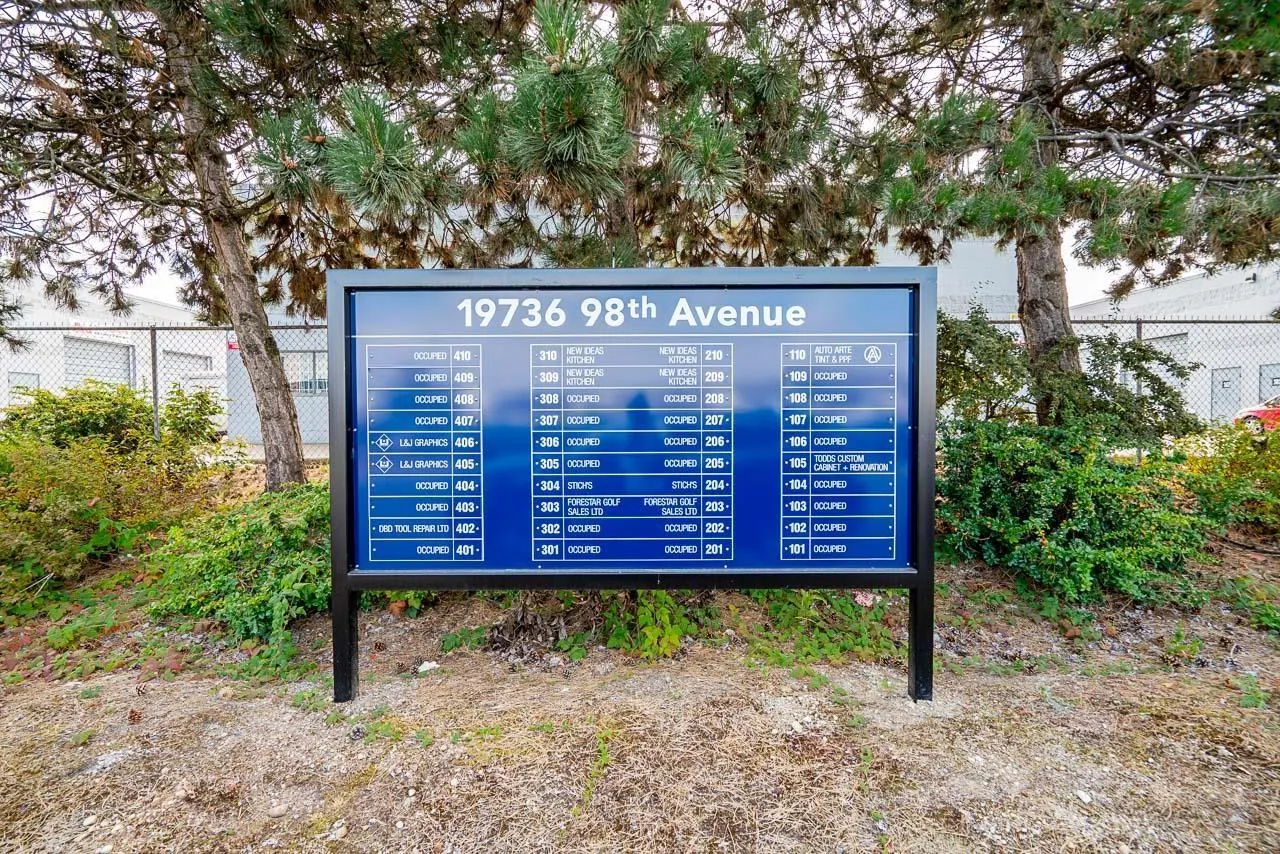 19736 98th Avenue
OCCUPIED 410
OCCUPIED 409
OCCUPIED 408
OCCUPIED 407
L&J L&J GRAPHICS 406
L&J L&J GRAPHICS 405
OCCUPIED 404
OCCUPIED 403
DBD TOOL REPAIR LTD 402
OCCUPIED 401
310 NEW IDEAS
KITCHEN
309 NEW IDEAS
KITCHEN
308 OCCUPIED
307 OCCUPIED
306 OCCUPIED
305 OCCUPIED
304 STICH'S
303 FORESTAR GOLF
SALES LTD
302 OCCUPIED
301 OCCUPIED
NEW IDEAS
KITCHEN 210
NEW IDEAS
KITCHEN 209
OCCUPIED 208
OCCUPIED 207
OCCUPIED 206
OCCUPIED 205
STICH'S 204
FORESTAR GOLF
SALES LTD 203
OCCUPIED 202
OCCUPIED 201
110 AUTO ARTE
TINT & PPF
109 OCCUPIED
108 OCCUPIED
107 OCCUPIED
106 OCCUPIED
105 TODDS CUSTOM
CABINET + RENOVATION
104 OCCUPIED
103 OCCUPIED
102 OCCUPIED
101 OCCUPIED